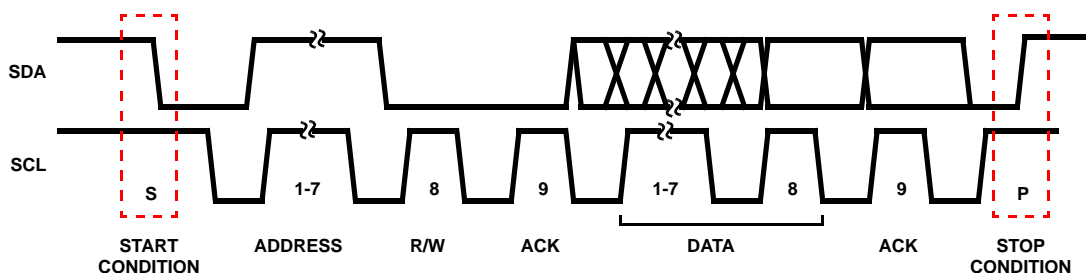 SDA
SCL
S
1-7
8
9
1-7
8
9
P
START
CONDITION
ADDRESS
R/W
ACK
DATA
ACK
STOP
CONDITION